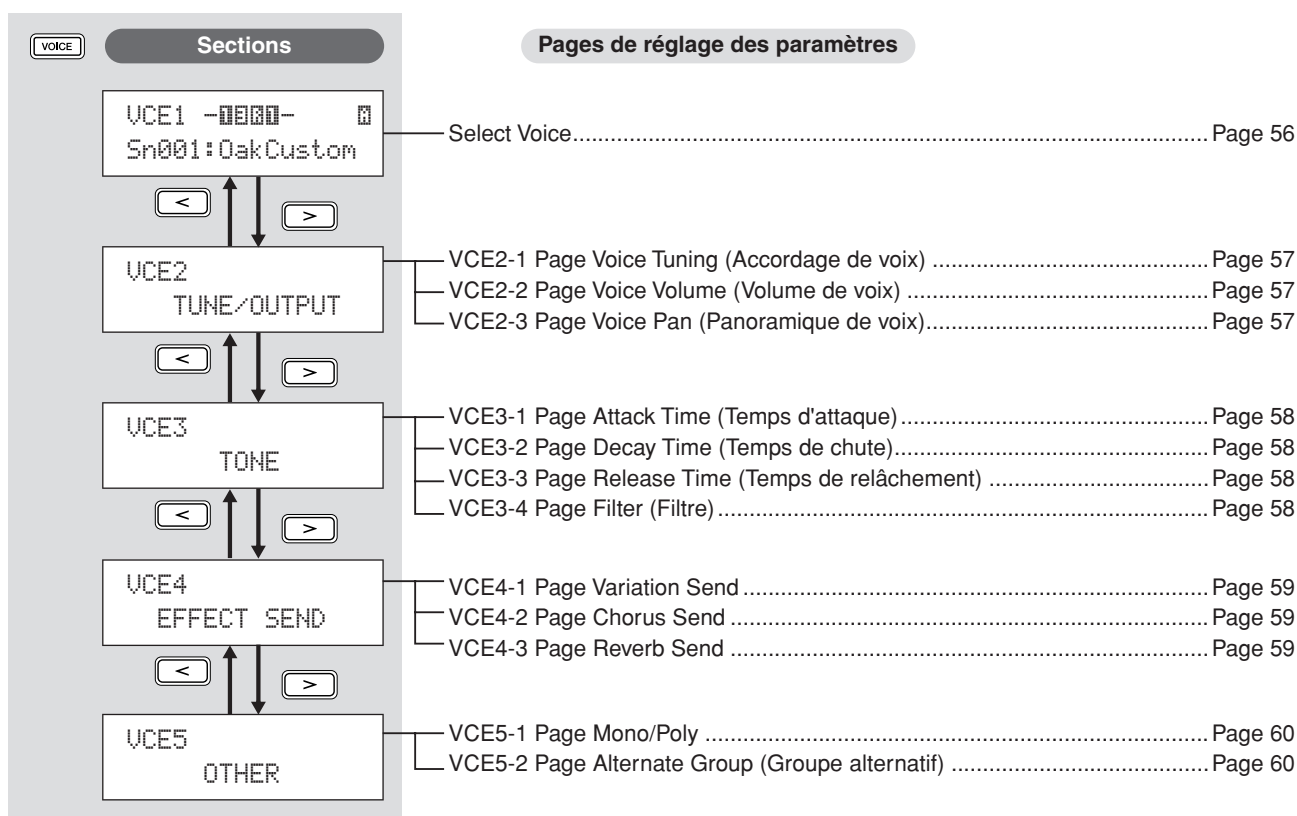 VOICE
Sections
Pages de réglage des paramètres
VCE1 -1301-
Sn001:OakCustom
Select Voice.......................................................................................................... Page 56
<
>
VCE2
TUNE/OUTPUT
VCE2-1 Page Voice Tuning (Accordage de voix) .............................................. Page 57
VCE2-2 Page Voice Volume (Volume de voix) .................................................. Page 57
VCE2-3 Page Voice Pan (Panoramique de voix)............................................... Page 57
<
>
VCE3
TONE
VCE3-1 Page Attack Time (Temps d'attaque)................................................... Page 58
VCE3-2 Page Decay Time (Temps de chute).................................................... Page 58
VCE3-3 Page Release Time (Temps de relâchement) ..................................... Page 58
VCE3-4 Page Filter (Filtre).................................................................................. Page 58
<
>
VCE4
EFFECT SEND
VCE4-1 Page Variation Send .............................................................................. Page 59
VCE4-2 Page Chorus Send ................................................................................ Page 59
VCE4-3 Page Reverb Send ................................................................................ Page 59
<
>
VCE5
OTHER
VCE5-1 Page Mono/Poly .................................................................................... Page 60
VCE5-2 Page Alternate Group (Groupe alternatif) ........................................... Page 60